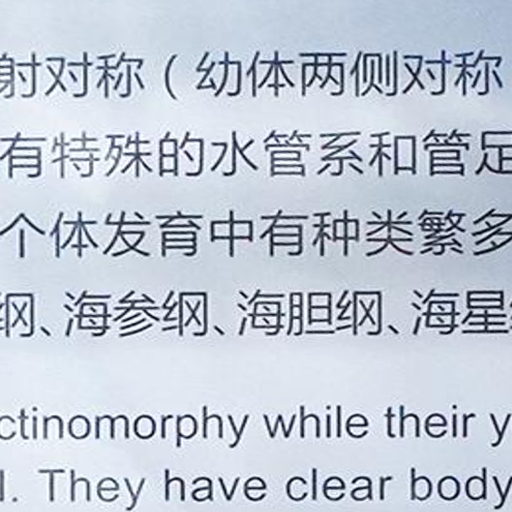 射对称（幼体两侧对称
有特殊的水管系和管足
个体发育中有种类繁多
纲、海参纲、海胆纲、海星
ctinomorphy while their y
l. They have clear body